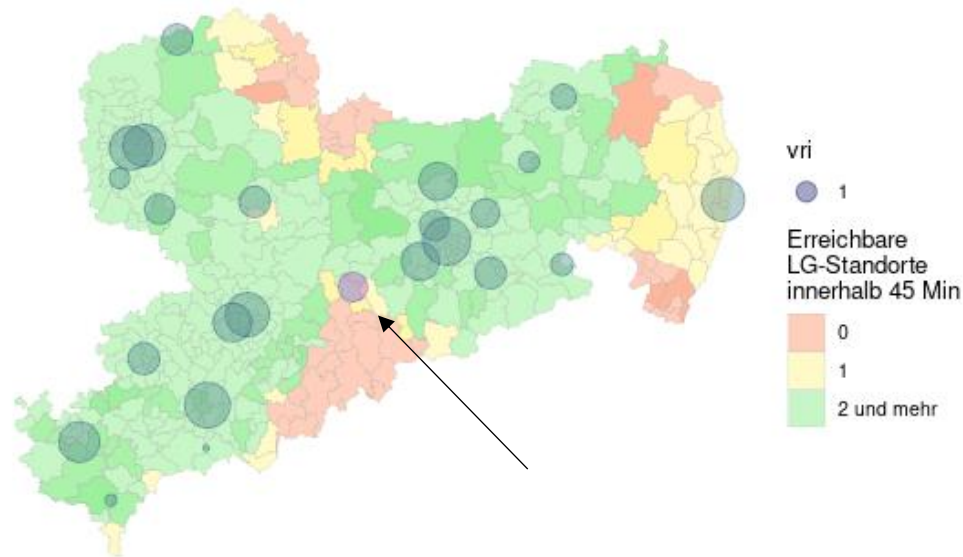 vri
1
Erreichbare
LG-Standorte
innerhalb 45 Min
0
1
2 und mehr